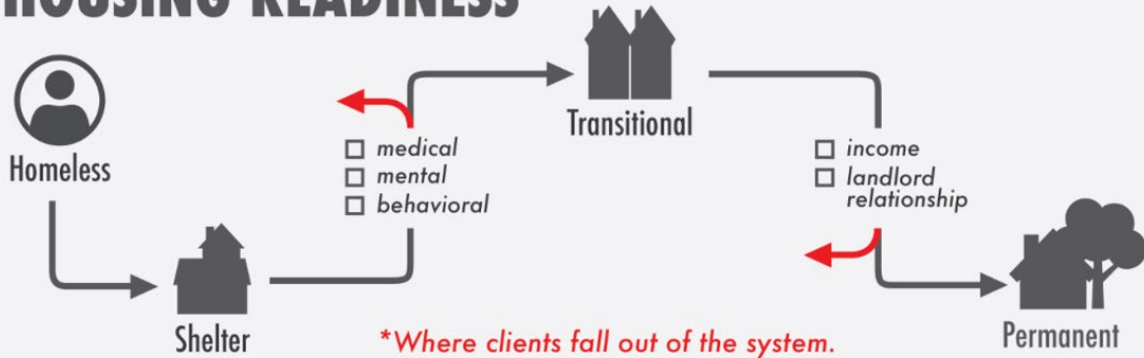 HOUSING READINESS
Homeless
Shelter
medical
mental
behavioral
Transitional
income
landlord
relationship
Permanent
*Where clients fall out of the system.